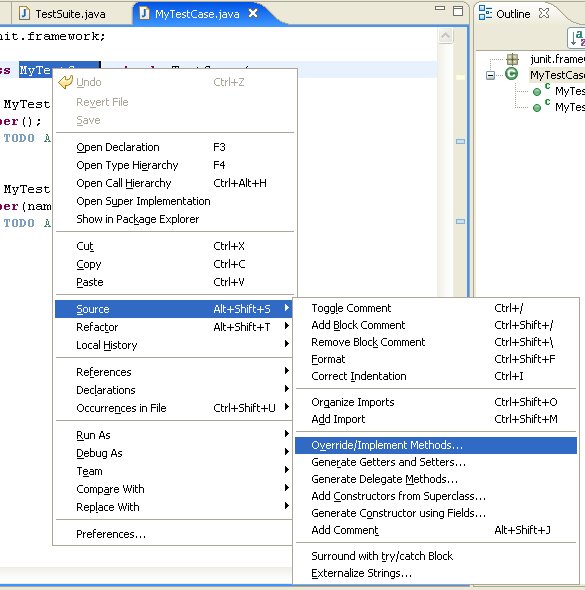 TestSuite.java
MyTestCase.java
Outline
nit.framework;
ss MyTestCa
junit.framew
MyTestCase
MyTes
MyTes
MyTest
per();
TODO A
MyTest
per(nam
TODO A
Undo Ctrl+Z
Revert File
Save
Open Declaration F3
Open Type Hierarchy F4
Open Call Hierarchy Ctrl+Alt+H
Open Super Implementation
Show in Package Explorer
Cut Ctrl+X
Copy Ctrl+C
Paste Ctrl+V
Source Alt+Shift+S
Refactor Alt+Shift+T
Local History
References
Declarations
Occurrences in File Ctrl+Shift+U
Run As
Debug As
Team
Compare With
Replace With
Preferences...
Toggle Comment Ctrl+/
Add Block Comment Ctrl+Shift+/
Remove Block Comment Ctrl+Shift+\
Format Ctrl+Shift+F
Correct Indentation Ctrl+I
Organize Imports Ctrl+Shift+O
Add Import Ctrl+Shift+M
Override/Implement Methods...
Generate Getters and Setters...
Generate Delegate Methods...
Add Constructors from Superclass...
Generate Constructor using Fields...
Add Comment Alt+Shift+J
Surround with try/catch Block
Externalize Strings...